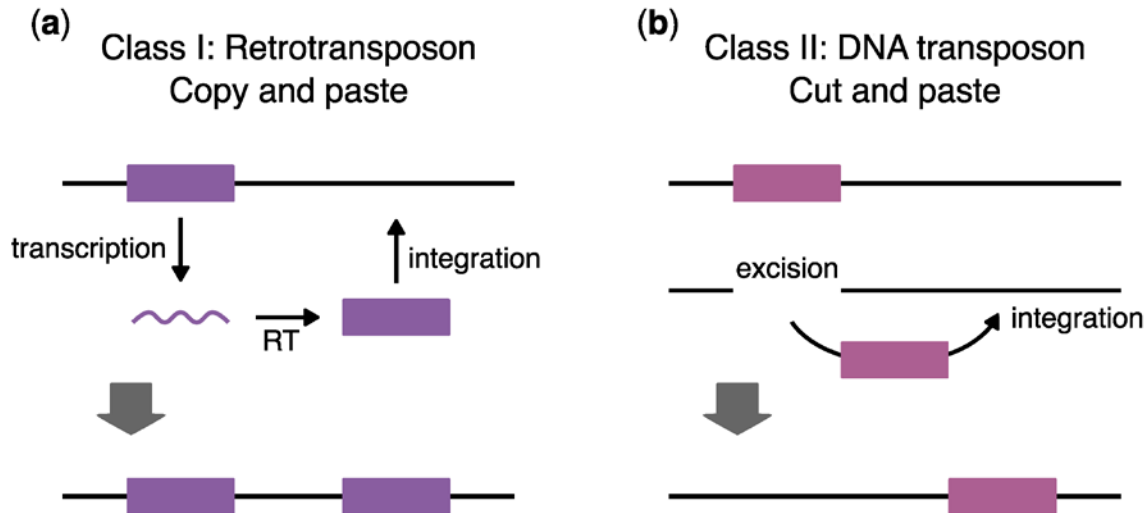 (a)
Class I: Retrotransposon
Copy and paste
transcription
integration
RT
(b)
Class II: DNA transposon
Cut and paste
excision
integration